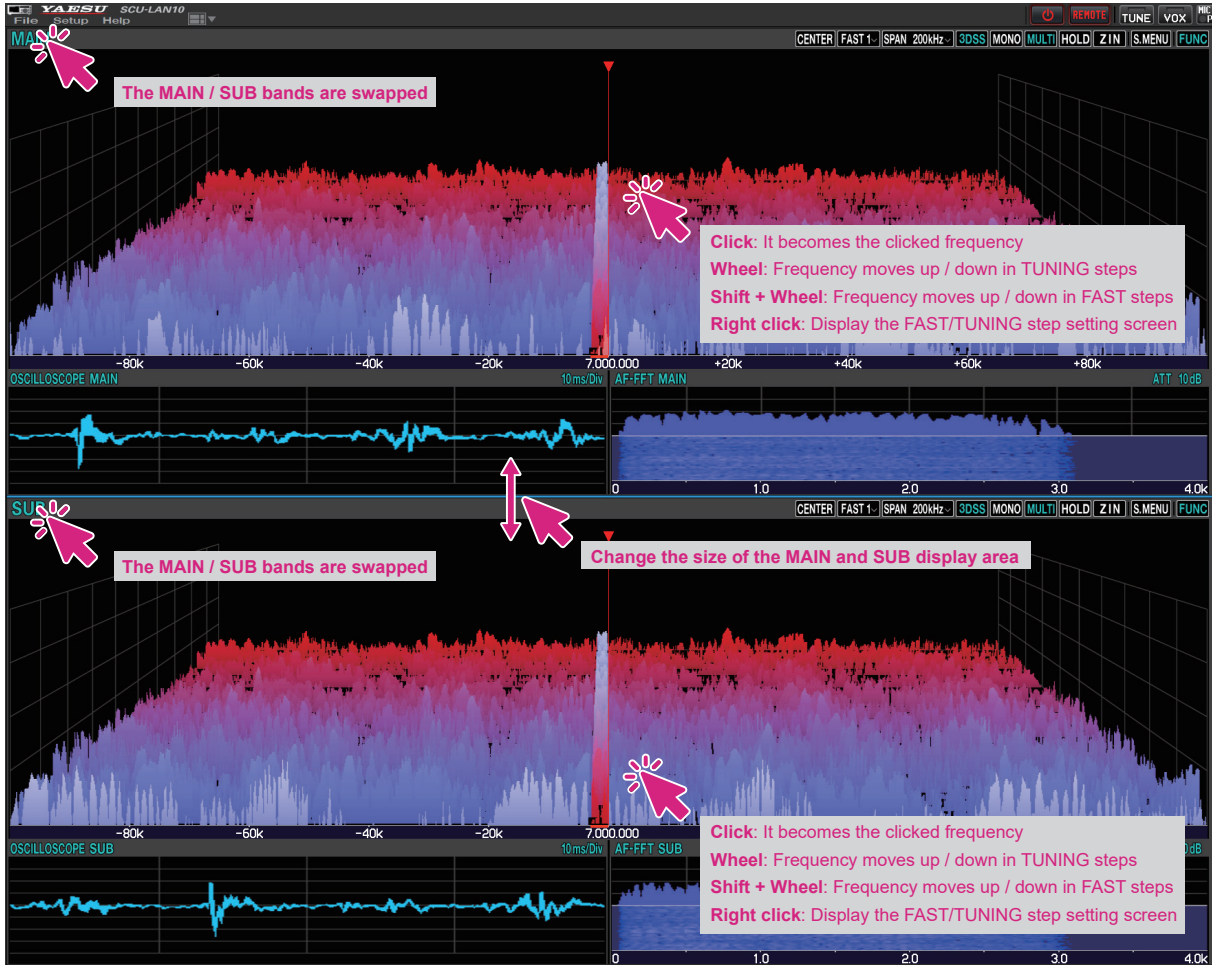 YAESU SCU-LAN10
File Setup Help
REMOTE TUNE VOX MIC
MAIN
CENTER FAST 1 SPAN 200kHz 3DSS MONO MULTI HOLD Z IN S.MENU FUNC
The MAIN / SUB bands are swapped
Click: It becomes the clicked frequency
Wheel: Frequency moves up / down in TUNING steps
Shift + Wheel: Frequency moves up / down in FAST steps
Right click: Display the FAST/TUNING step setting screen
-80k -60k -40k -20k 7.000.000 +20k +40k +60k +80k
OSCILLOSCOPE MAIN 10ms/Div AF-FFT MAIN ATT 10dB
0 1.0 2.0 3.0 4.0k
SUB
CENTER FAST 1 SPAN 200kHz 3DSS MONO MULTI HOLD Z IN S.MENU FUNC
Change the size of the MAIN and SUB display area
The MAIN / SUB bands are swapped
Click: It becomes the clicked frequency
Wheel: Frequency moves up / down in TUNING steps
Shift + Wheel: Frequency moves up / down in FAST steps
Right click: Display the FAST/TUNING step setting screen
-80k -60k -40k -20k 7.000.000
OSCILLOSCOPE SUB 10ms/Div AF-FFT SUB
0 1.0 2.0 3.0 4.0k